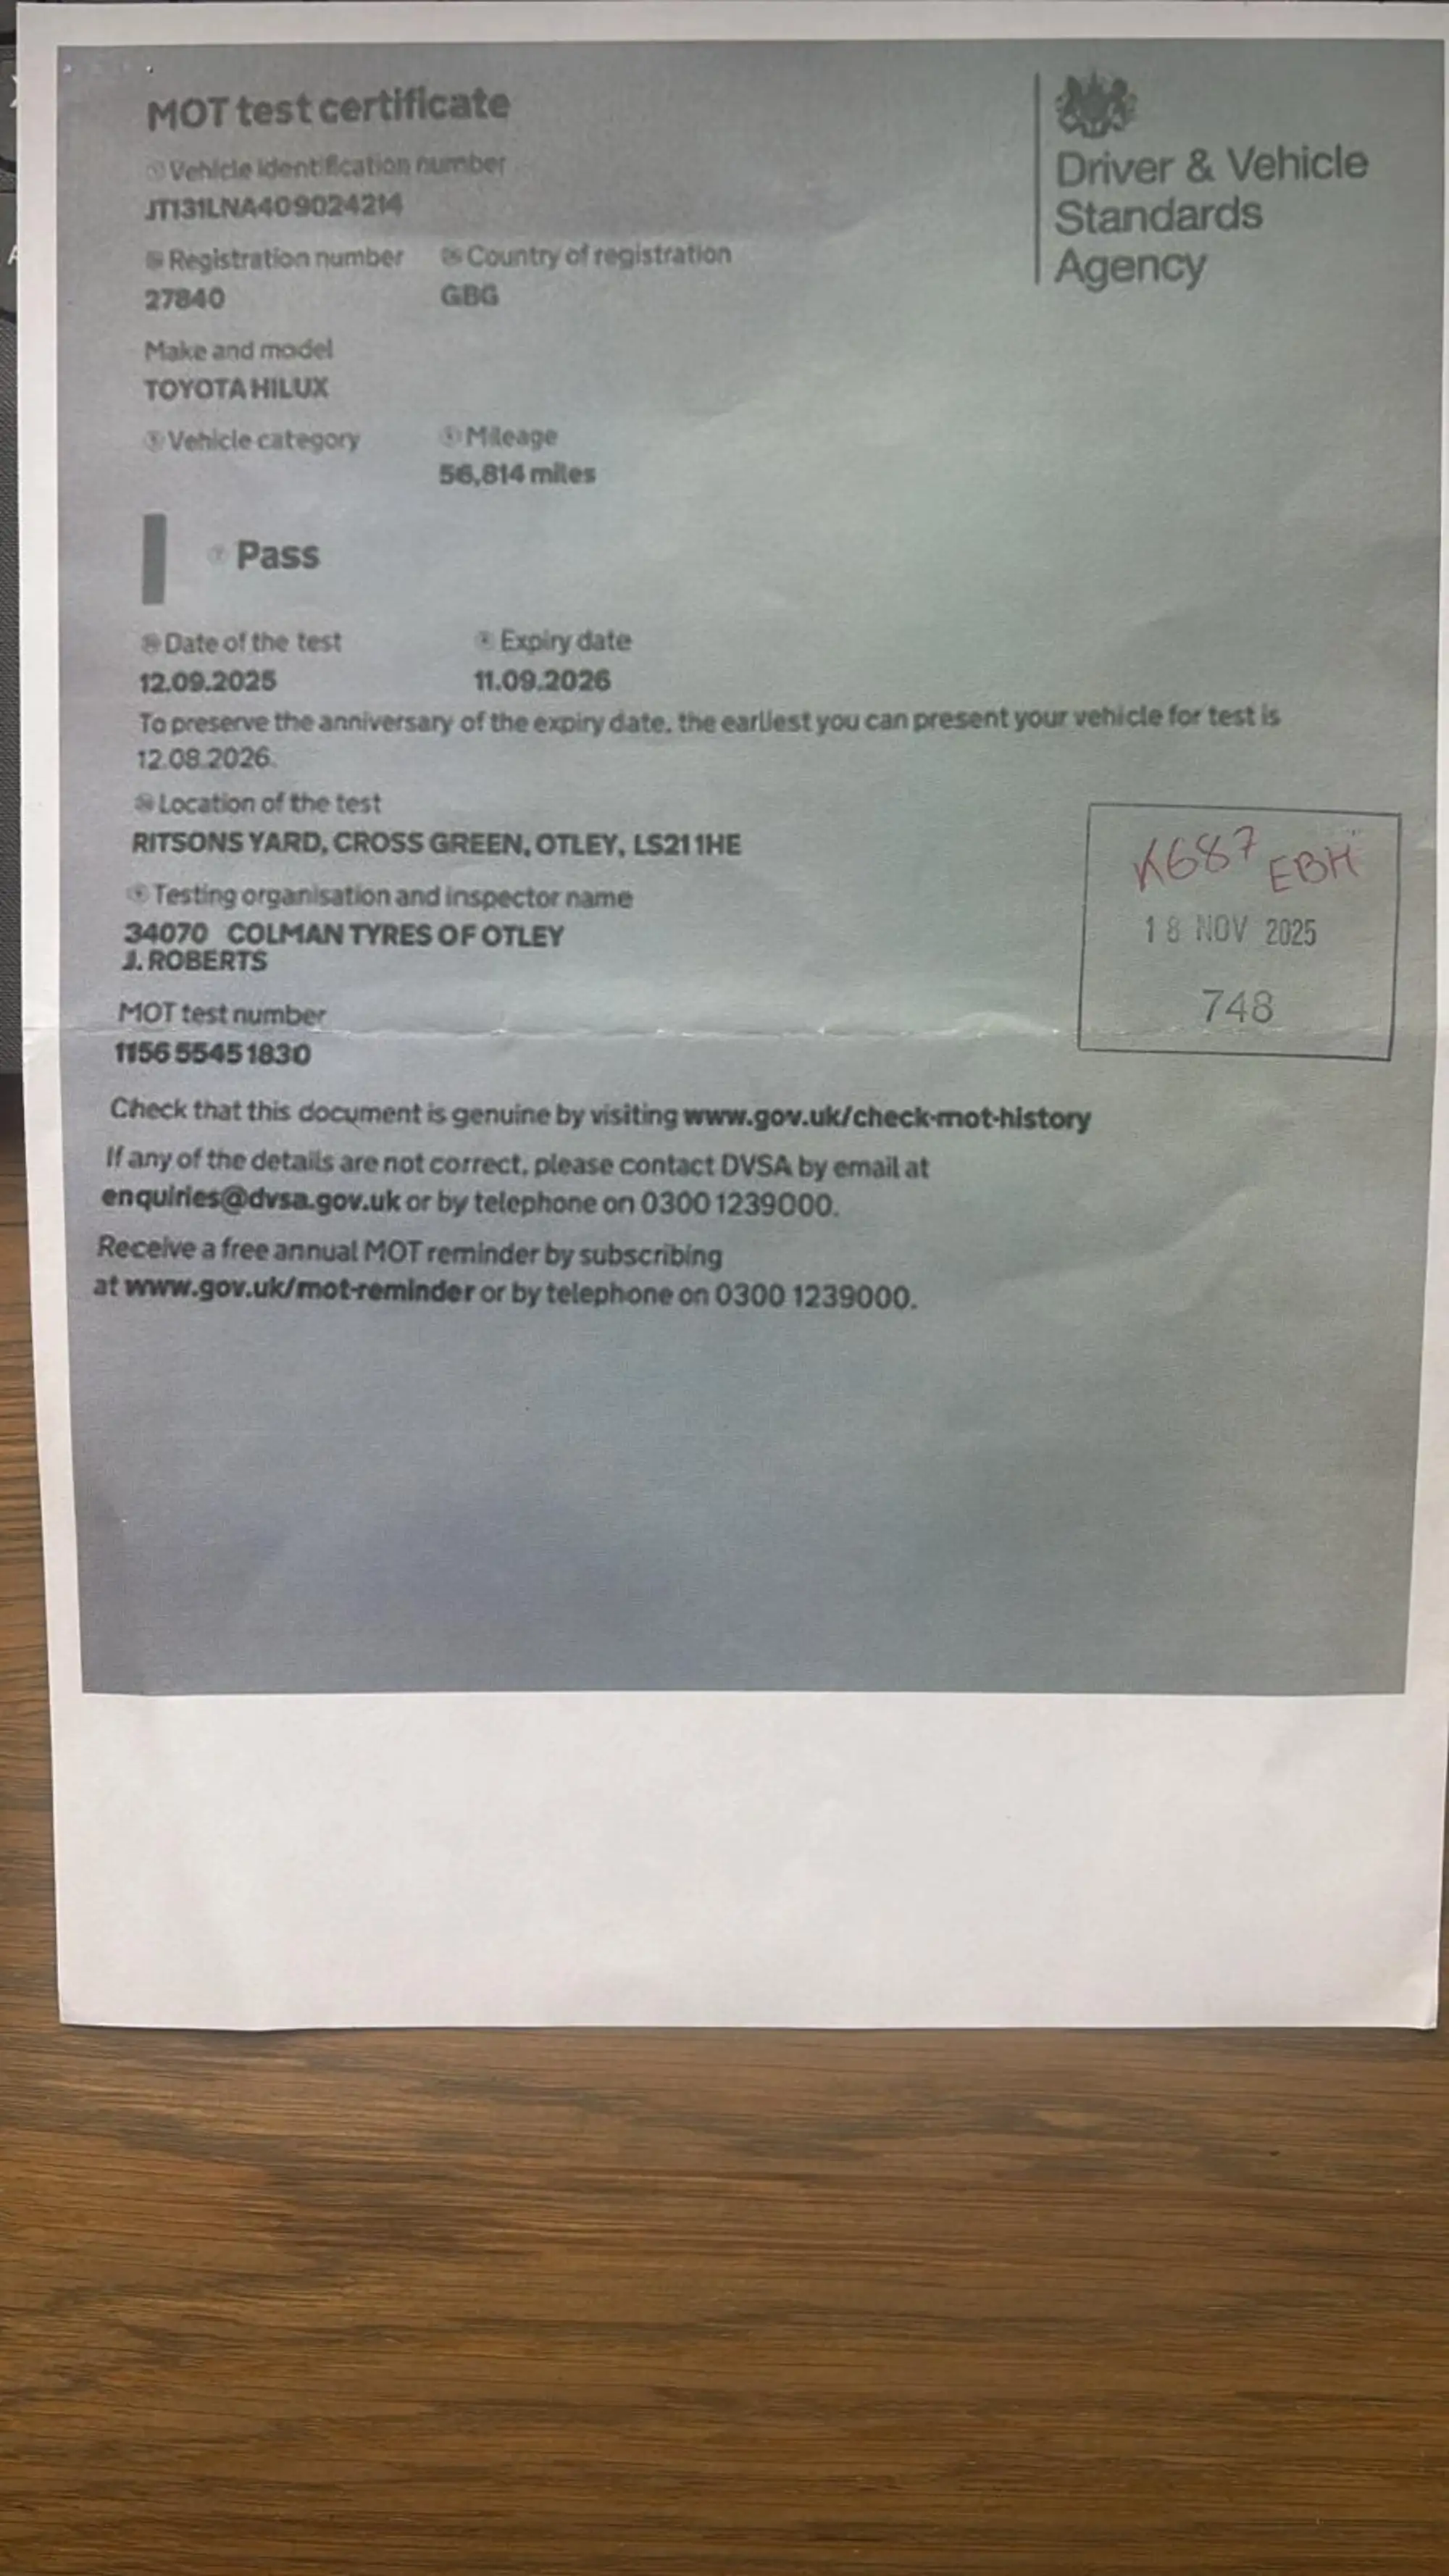 MOT test certificate
Vehicle identification number
JT131LNA409024214
Registration number
Country of registration
27840
GBG
Make and model
TOYOTA HILUX
Vehicle category
Mileage
56,814 miles
Pass
Date of the test
Expiry date
12.09.2025
11.09.2026
To preserve the anniversary of the expiry date, the earliest you can present your vehicle for test is
12.08.2026.
Location of the test
RITSONS YARD, CROSS GREEN, OTLEY, LS21 1HE
Testing organisation and inspector name
34070 COLMAN TYRES OF OTLEY
J. ROBERTS
MOT test number
1156 5545 1830
Check that this document is genuine by visiting www.gov.uk/check-mot-history
If any of the details are not correct, please contact DVSA by email at
enquiries@dvsa.gov.uk or by telephone on 0300 1239000.
Receive a free annual MOT reminder by subscribing
at www.gov.uk/mot-reminder or by telephone on 0300 1239000.
Driver & Vehicle
Standards
Agency
K687 EBH
18 NOV 2025
748